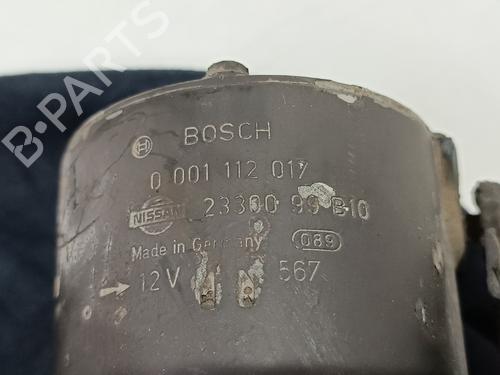 B-PARTS
BOSCH
0 001 112 017
NISSAN 23300 99 B10
Made in Germany 089
12V 567